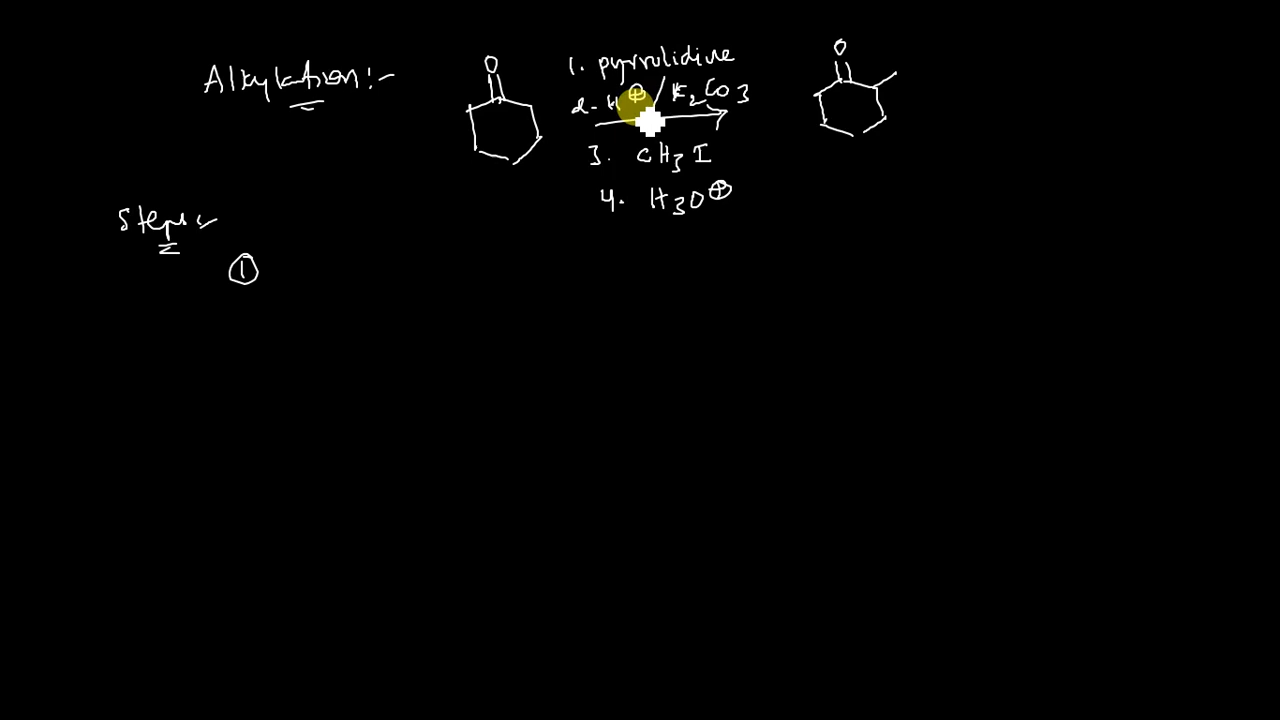 Alkylation:-
O
1. pyrrolidine
2. H⊕/K2CO3
3. CH3I
4. H3O⊕
O
Steps:-
①